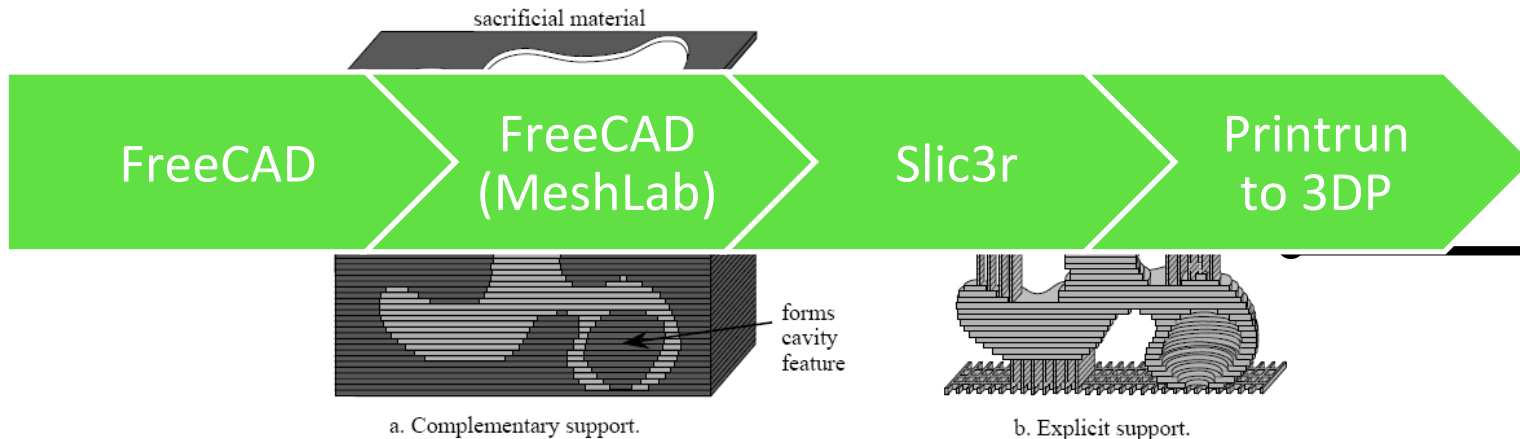 sacrificial material
FreeCAD
FreeCAD
(MeshLab)
Slic3r
Printrun
to 3DP
forms
cavity
feature
a. Complementary support.
b. Explicit support.